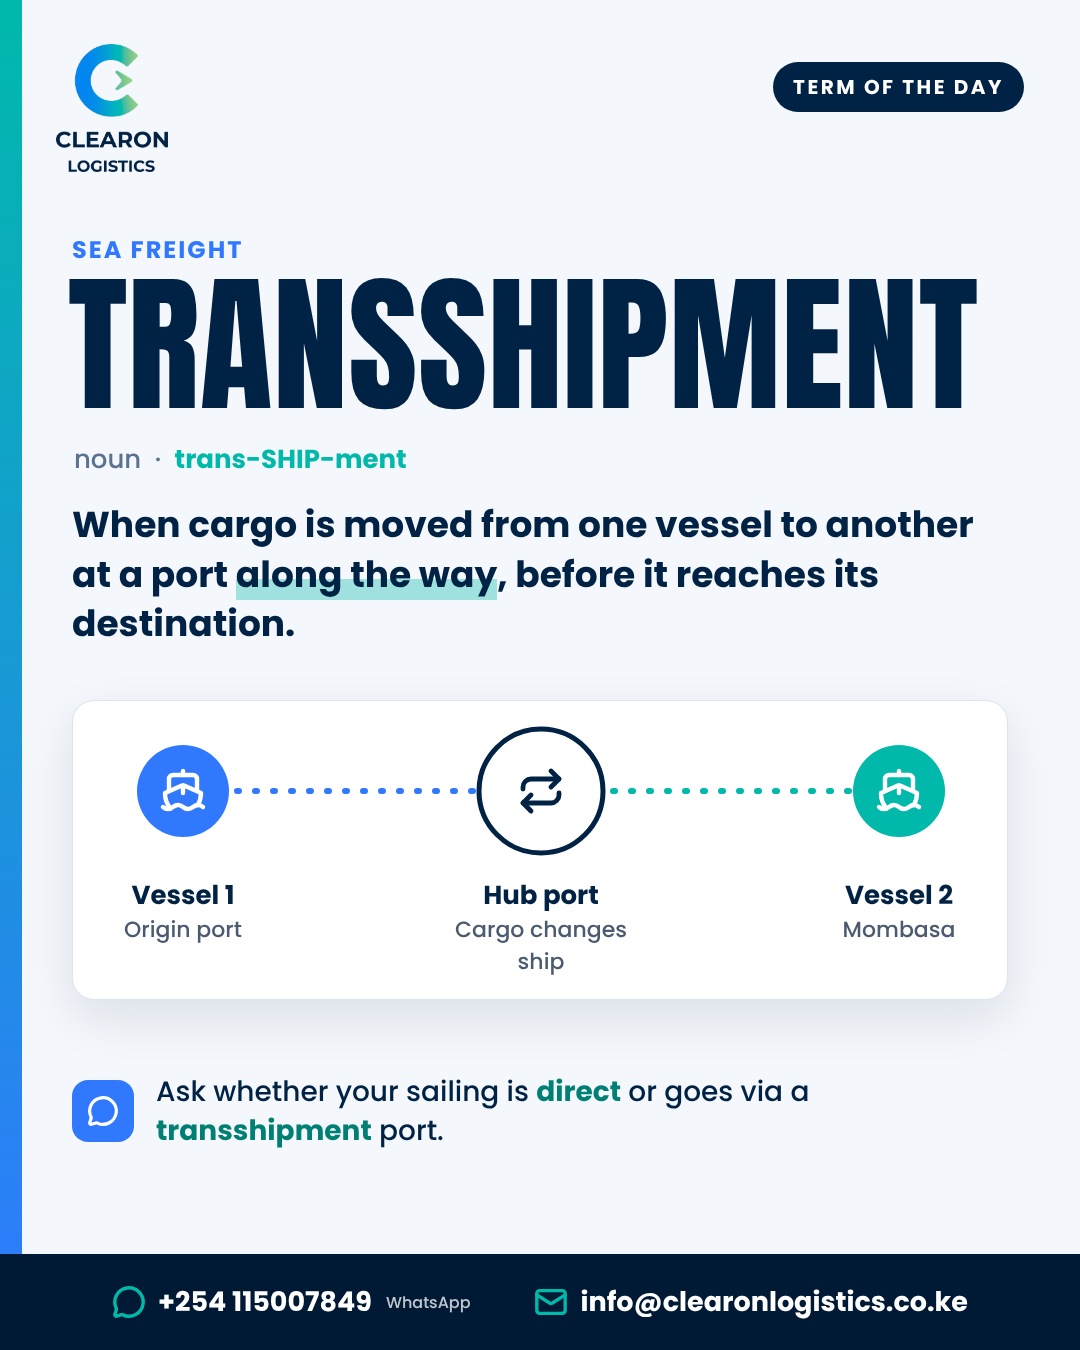 CLEARON
LOGISTICS
TERM OF THE DAY
SEA FREIGHT
TRANSSHIPMENT
noun · trans-SHIP-ment
When cargo is moved from one vessel to another
at a port along the way, before it reaches its
destination.
Vessel 1
Origin port
Hub port
Cargo changes
ship
Vessel 2
Mombasa
Ask whether your sailing is direct or goes via a
transshipment port.
+254 115007849 WhatsApp
info@clearonlogistics.co.ke